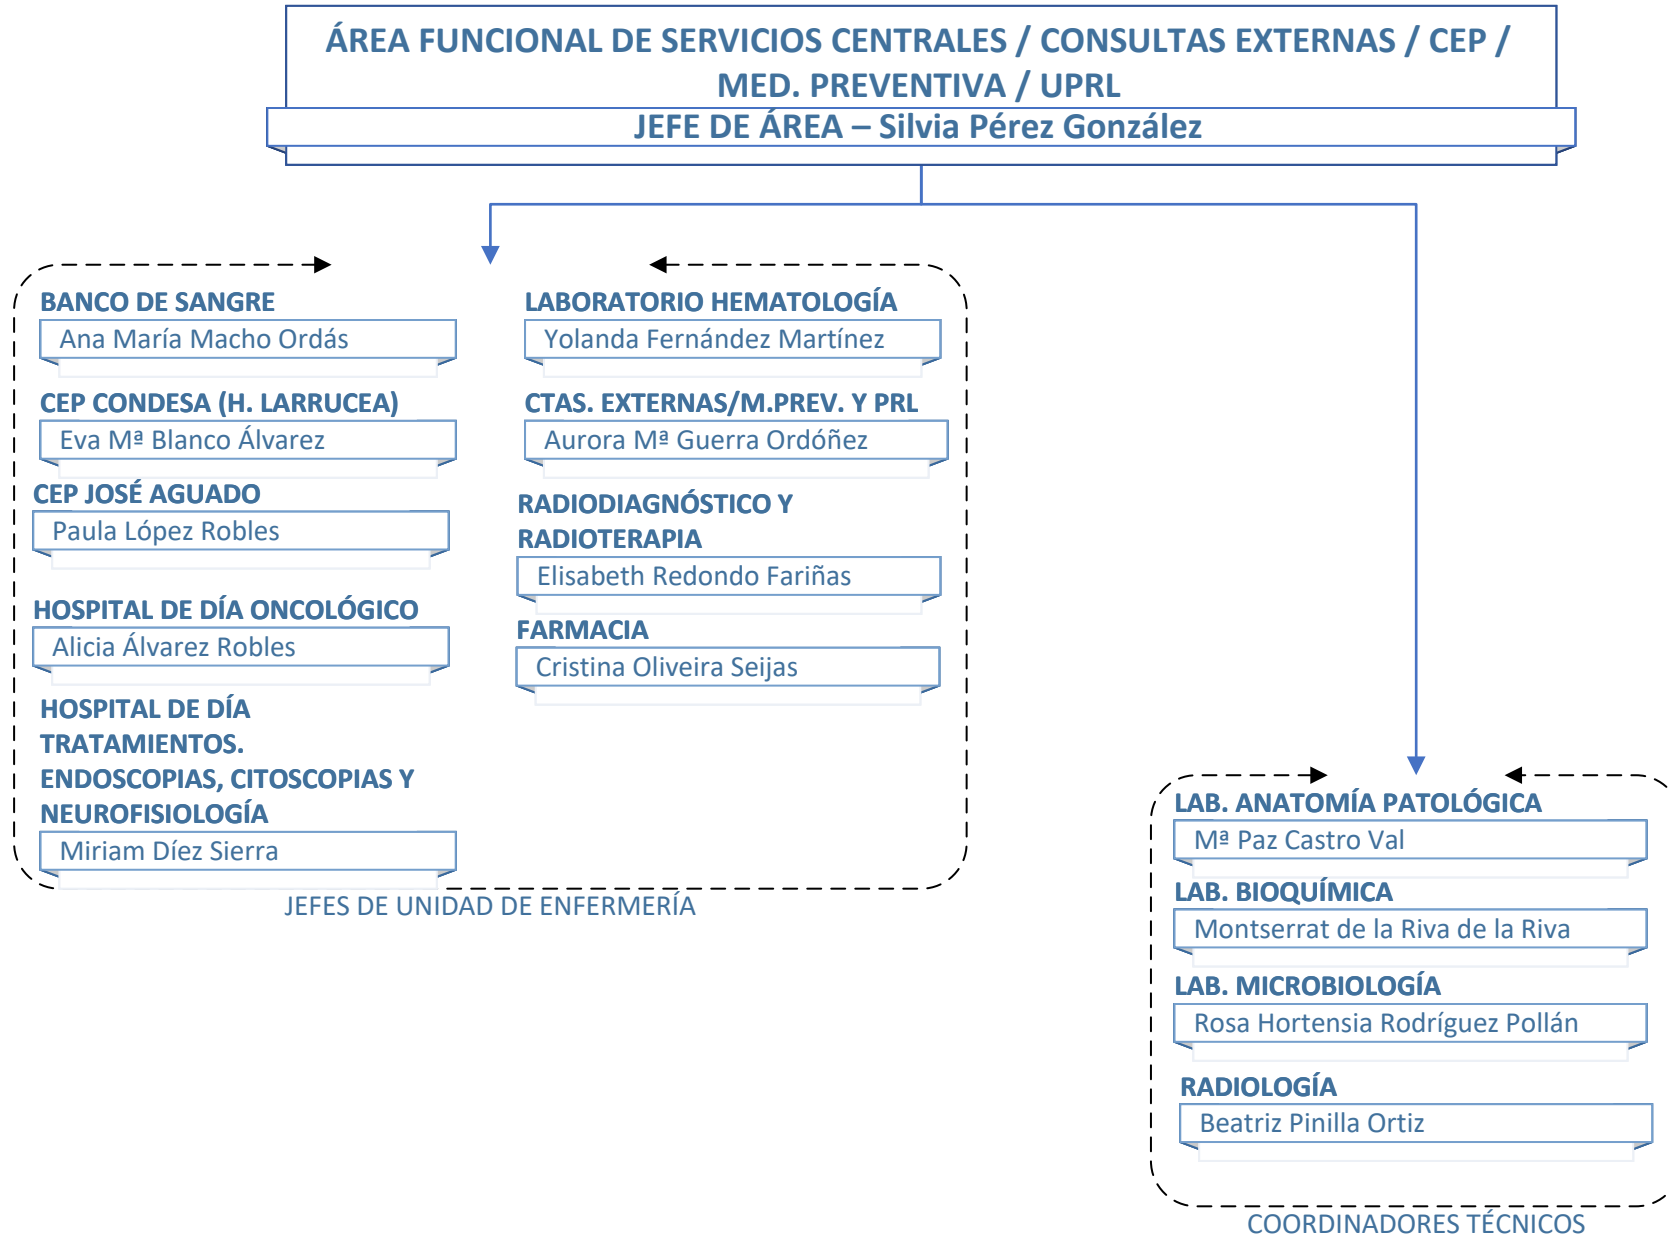 ÁREA FUNCIONAL DE SERVICIOS CENTRALES / CONSULTAS EXTERNAS / CEP /
MED. PREVENTIVA / UPRL
JEFE DE ÁREA – Silvia Pérez González
BANCO DE SANGRE
Ana María Macho Ordás
CEP CONDESA (H. LARRUCEA)
Eva Mª Blanco Álvarez
CEP JOSÉ AGUADO
Paula López Robles
HOSPITAL DE DÍA ONCOLÓGICO
Alicia Álvarez Robles
HOSPITAL DE DÍA
TRATAMIENTOS.
ENDOSCOPIAS, CITOSCOPIAS Y
NEUROFISIOLOGÍA
Miriam Díez Sierra
LABORATORIO HEMATOLOGÍA
Yolanda Fernández Martínez
CTAS. EXTERNAS/M.PREV. Y PRL
Aurora Mª Guerra Ordóñez
RADIODIAGNÓSTICO Y
RADIOTERAPIA
Elisabeth Redondo Fariñas
FARMACIA
Cristina Oliveira Seijas
JEFES DE UNIDAD DE ENFERMERÍA
LAB. ANATOMÍA PATOLÓGICA
Mª Paz Castro Val
LAB. BIOQUÍMICA
Montserrat de la Riva de la Riva
LAB. MICROBIOLOGÍA
Rosa Hortensia Rodríguez Pollán
RADIOLOGÍA
Beatriz Pinilla Ortiz
COORDINADORES TÉCNICOS